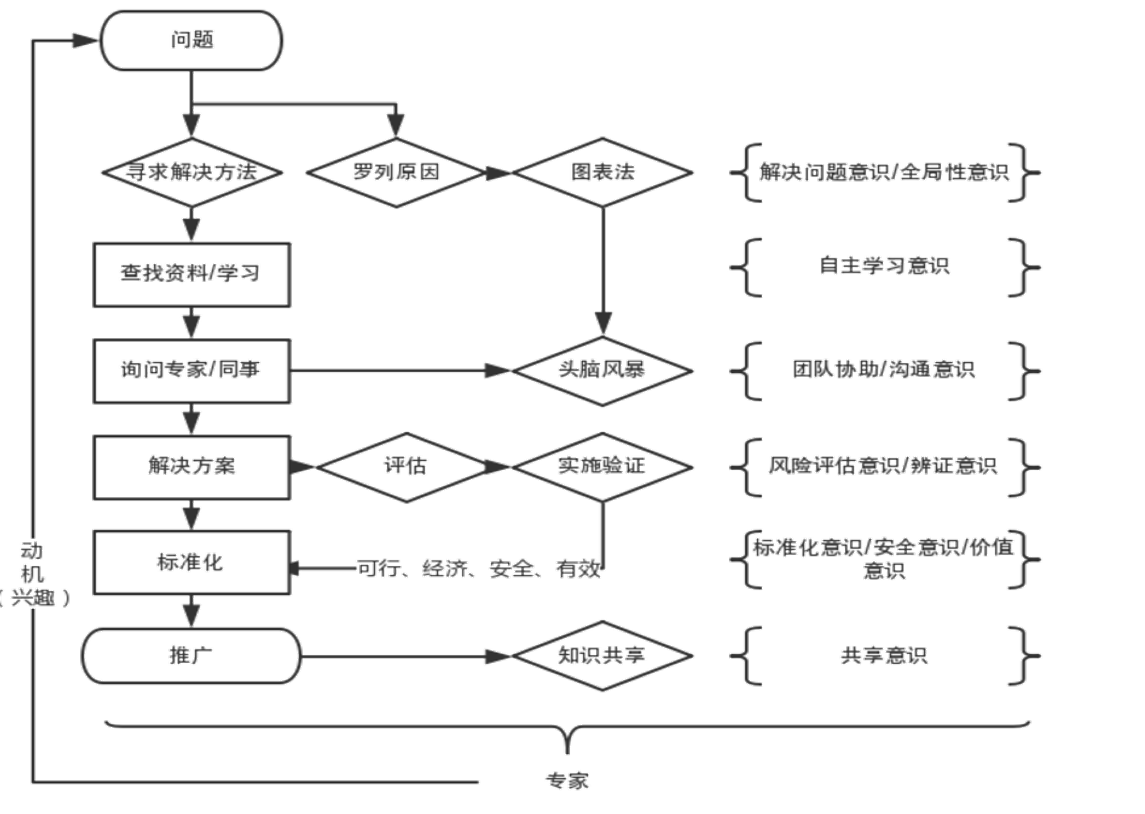 问题
寻求解决方法
罗列原因
图表法
解决问题意识/全局性意识
查找资料/学习
自主学习意识
询问专家/同事
头脑风暴
团队协助/沟通意识
解决方案
评估
实施验证
风险评估意识/辨证意识
标准化
可行、经济、安全、有效
标准化意识/安全意识/价值
意识
动
机
（兴趣）
推广
知识共享
共享意识
专家